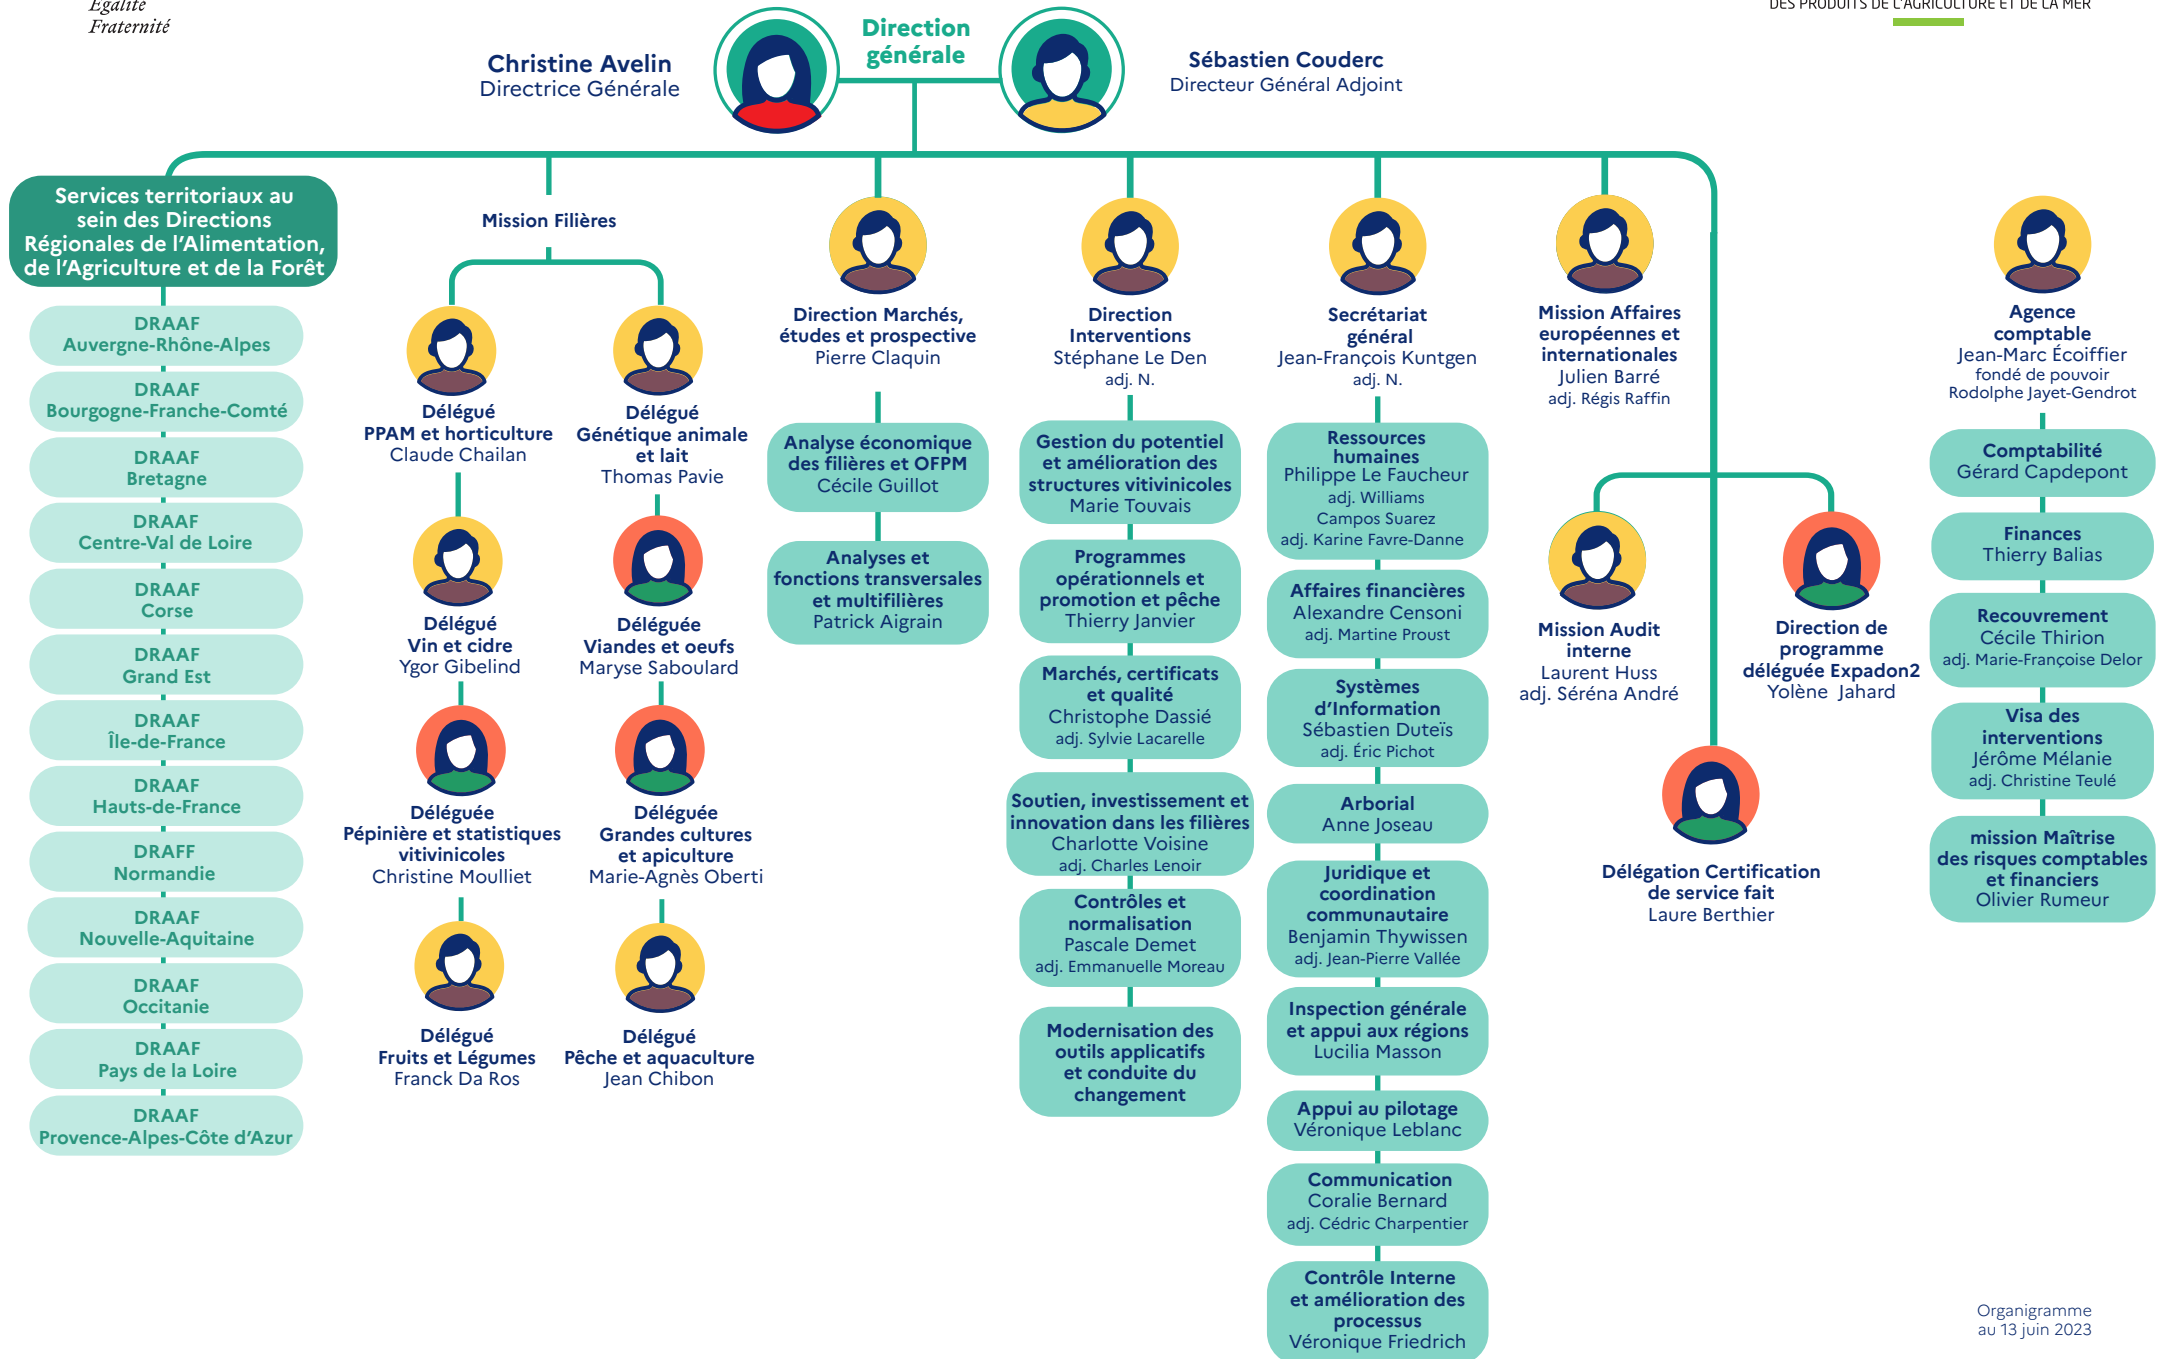 Égalité
Fraternité
DES PRODUITS DE L'AGRICULTURE ET DE LA MER
Direction
générale
Christine Avelin
Directrice Générale
Sébastien Couderc
Directeur Général Adjoint
Services territoriaux au
sein des Directions
Régionales de l'Alimentation,
de l'Agriculture et de la Forêt
DRAAF
Auvergne-Rhône-Alpes
DRAAF
Bourgogne-Franche-Comté
DRAAF
Bretagne
DRAAF
Centre-Val de Loire
DRAAF
Corse
DRAAF
Grand Est
DRAAF
Île-de-France
DRAAF
Hauts-de-France
DRAFF
Normandie
DRAAF
Nouvelle-Aquitaine
DRAAF
Occitanie
DRAAF
Pays de la Loire
DRAAF
Provence-Alpes-Côte d'Azur
Mission Filières
Délégué
PPAM et horticulture
Claude Chailan
Délégué
Vin et cidre
Ygor Gibelind
Déléguée
Pépinière et statistiques
vitivinicoles
Christine Moulliet
Délégué
Fruits et Légumes
Franck Da Ros
Délégué
Génétique animale
et lait
Thomas Pavie
Déléguée
Viandes et oeufs
Maryse Saboulard
Déléguée
Grandes cultures
et apiculture
Marie-Agnès Oberti
Délégué
Pêche et aquaculture
Jean Chibon
Direction Marchés,
études et prospective
Pierre Claquin
Analyse économique
des filières et OFPM
Cécile Guillot
Analyses et
fonctions transversales
et multifilières
Patrick Aigrain
Direction
Interventions
Stéphane Le Den
adj. N.
Gestion du potentiel
et amélioration des
structures vitivinicoles
Marie Touvais
Programmes
opérationnels et
promotion et pêche
Thierry Janvier
Marchés, certificats
et qualité
Christophe Dassié
adj. Sylvie Lacarelle
Soutien, investissement et
innovation dans les filières
Charlotte Voisine
adj. Charles Lenoir
Contrôles et
normalisation
Pascale Demet
adj. Emmanuelle Moreau
Modernisation des
outils applicatifs
et conduite du
changement
Secrétariat
général
Jean-François Kuntgen
adj. N.
Ressources
humaines
Philippe Le Faucheur
adj. Williams
Campos Suarez
adj. Karine Favre-Danne
Affaires financières
Alexandre Censoni
adj. Martine Proust
Systèmes
d'Information
Sébastien Duteïs
adj. Éric Pichot
Arborial
Anne Joseau
Juridique et
coordination
communautaire
Benjamin Thywissen
adj. Jean-Pierre Vallée
Inspection générale
et appui aux régions
Lucilia Masson
Appui au pilotage
Véronique Leblanc
Communication
Coralie Bernard
adj. Cédric Charpentier
Contrôle Interne
et amélioration des
processus
Véronique Friedrich
Mission Affaires
européennes et
internationales
Julien Barré
adj. Régis Raffin
Mission Audit
interne
Laurent Huss
adj. Séréna André
Direction de
programme
déléguée Expadon2
Yolène Jahard
Délégation Certification
de service fait
Laure Berthier
Agence
comptable
Jean-Marc Écoiffier
fondé de pouvoir
Rodolphe Jayet-Gendrot
Comptabilité
Gérard Capdepont
Finances
Thierry Balias
Recouvrement
Cécile Thirion
adj. Marie-Françoise Delor
Visa des
interventions
Jérôme Mélanie
adj. Christine Teulé
mission Maîtrise
des risques comptables
et financiers
Olivier Rumeur
Organigramme
au 13 juin 2023